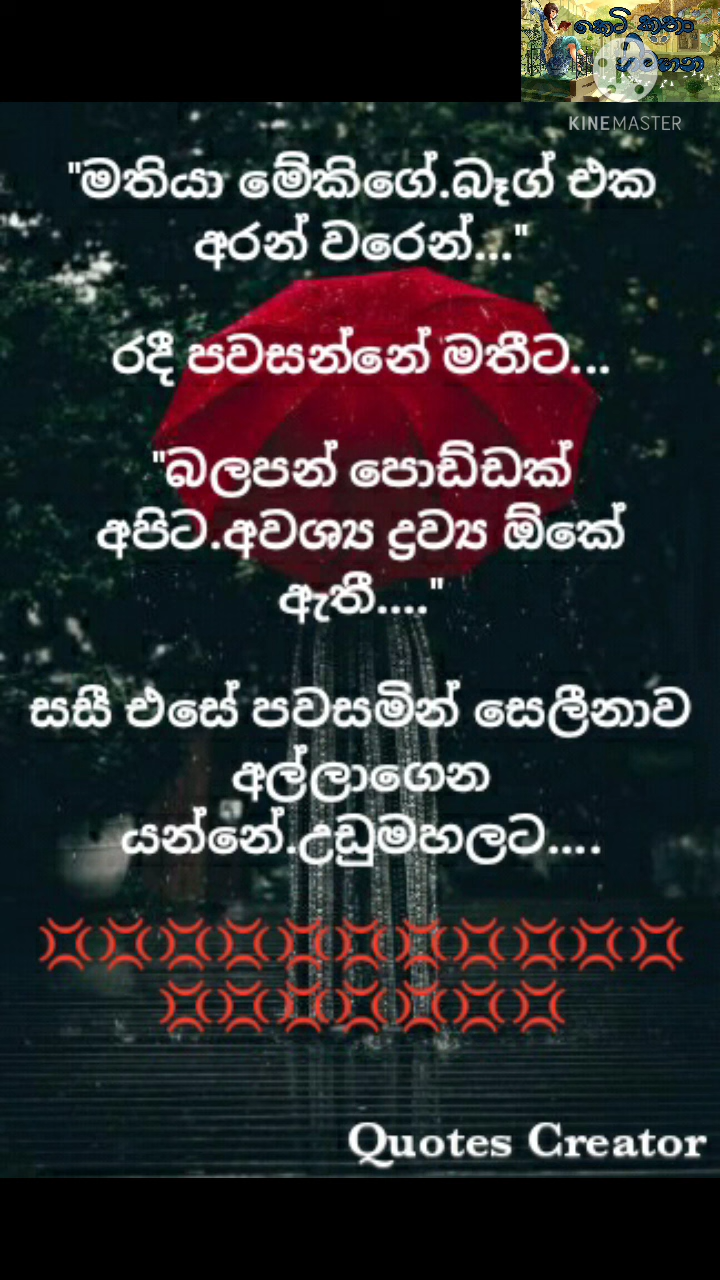 කෙටි කතා
KINEMASTER
"මතියා මේකිගේ.බෑග් එක
අරන් වරෙන්..."
රදී පවසන්නේ මතීට...
"බලපන් පොඩ්ඩක්
අපිට.අවශ්‍ය ද්‍රව්‍ය ඕකේ
ඇතී...."
සසී එසේ පවසමින් සෙලීනාව
අල්ලාගෙන
යන්නේ.උඩුමහලට....
Quotes Creator